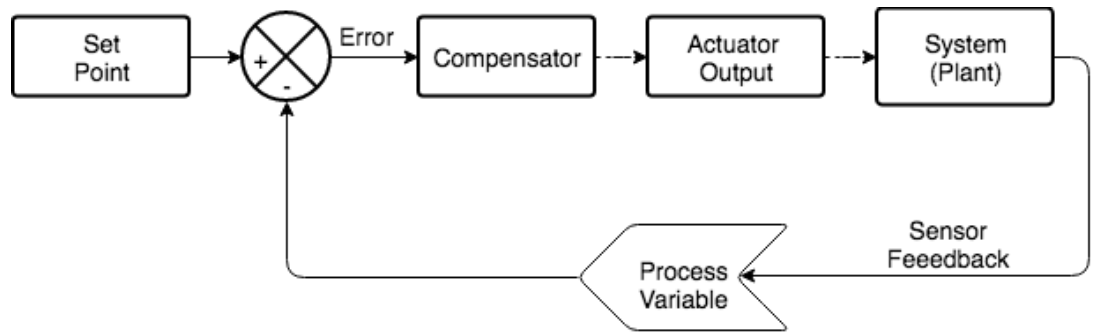 Set
Point
+
-
Error
Compensator
Actuator
Output
System
(Plant)
Sensor
Feeedback
Process
Variable